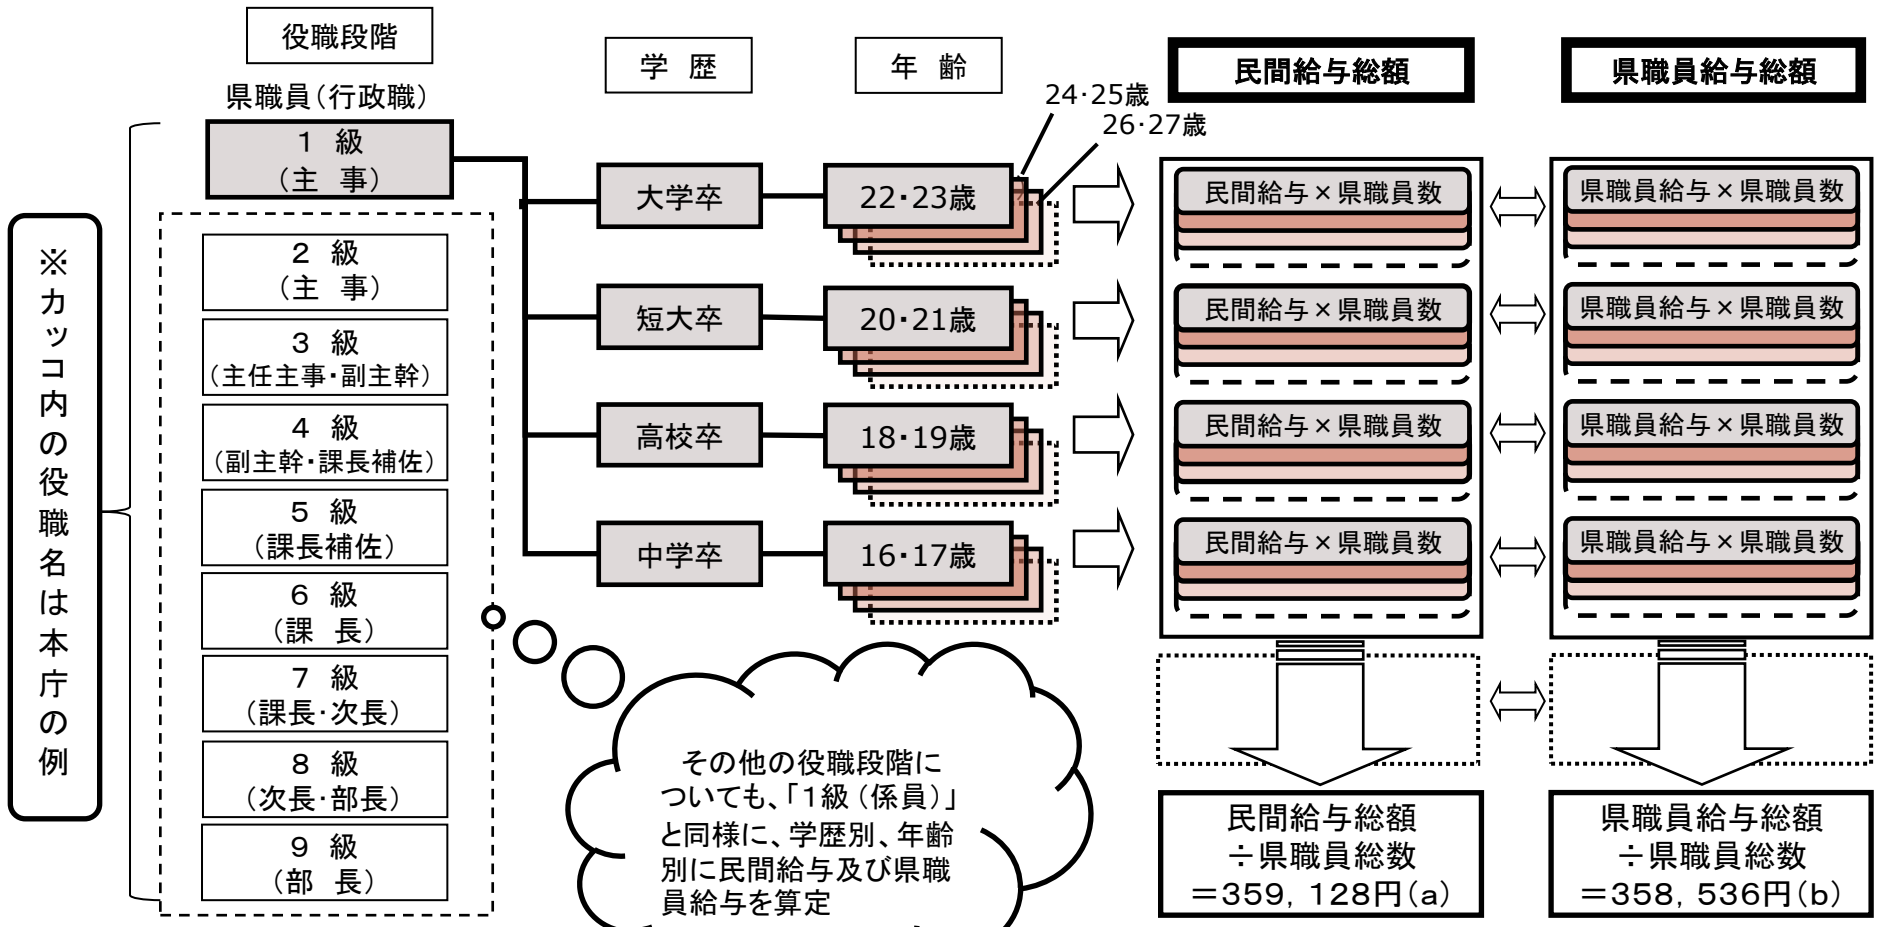 役職段階
学 歴
年 齢
民間給与総額
県職員給与総額
県職員（行政職）
24・25歳
26・27歳
１ 級
（主 事）
２ 級
（主 事）
３ 級
（主任主事・副主幹）
４ 級
（副主幹・課長補佐）
５ 級
（課長補佐）
６ 級
（課 長）
７ 級
（課長・次長）
８ 級
（次長・部長）
９ 級
（部 長）
※カッコ内の役職名は本庁の例
大学卒
22・23歳
民間給与×県職員数
県職員給与×県職員数
短大卒
20・21歳
民間給与×県職員数
県職員給与×県職員数
高校卒
18・19歳
民間給与×県職員数
県職員給与×県職員数
中学卒
16・17歳
民間給与×県職員数
県職員給与×県職員数
その他の役職段階に
ついても、「１級（係員）」
と同様に、学歴別、年齢
別に民間給与及び県職
員給与を算定
民間給与総額
÷県職員総数
＝359，128円（a）
県職員給与総額
÷県職員総数
＝358，536円（b）